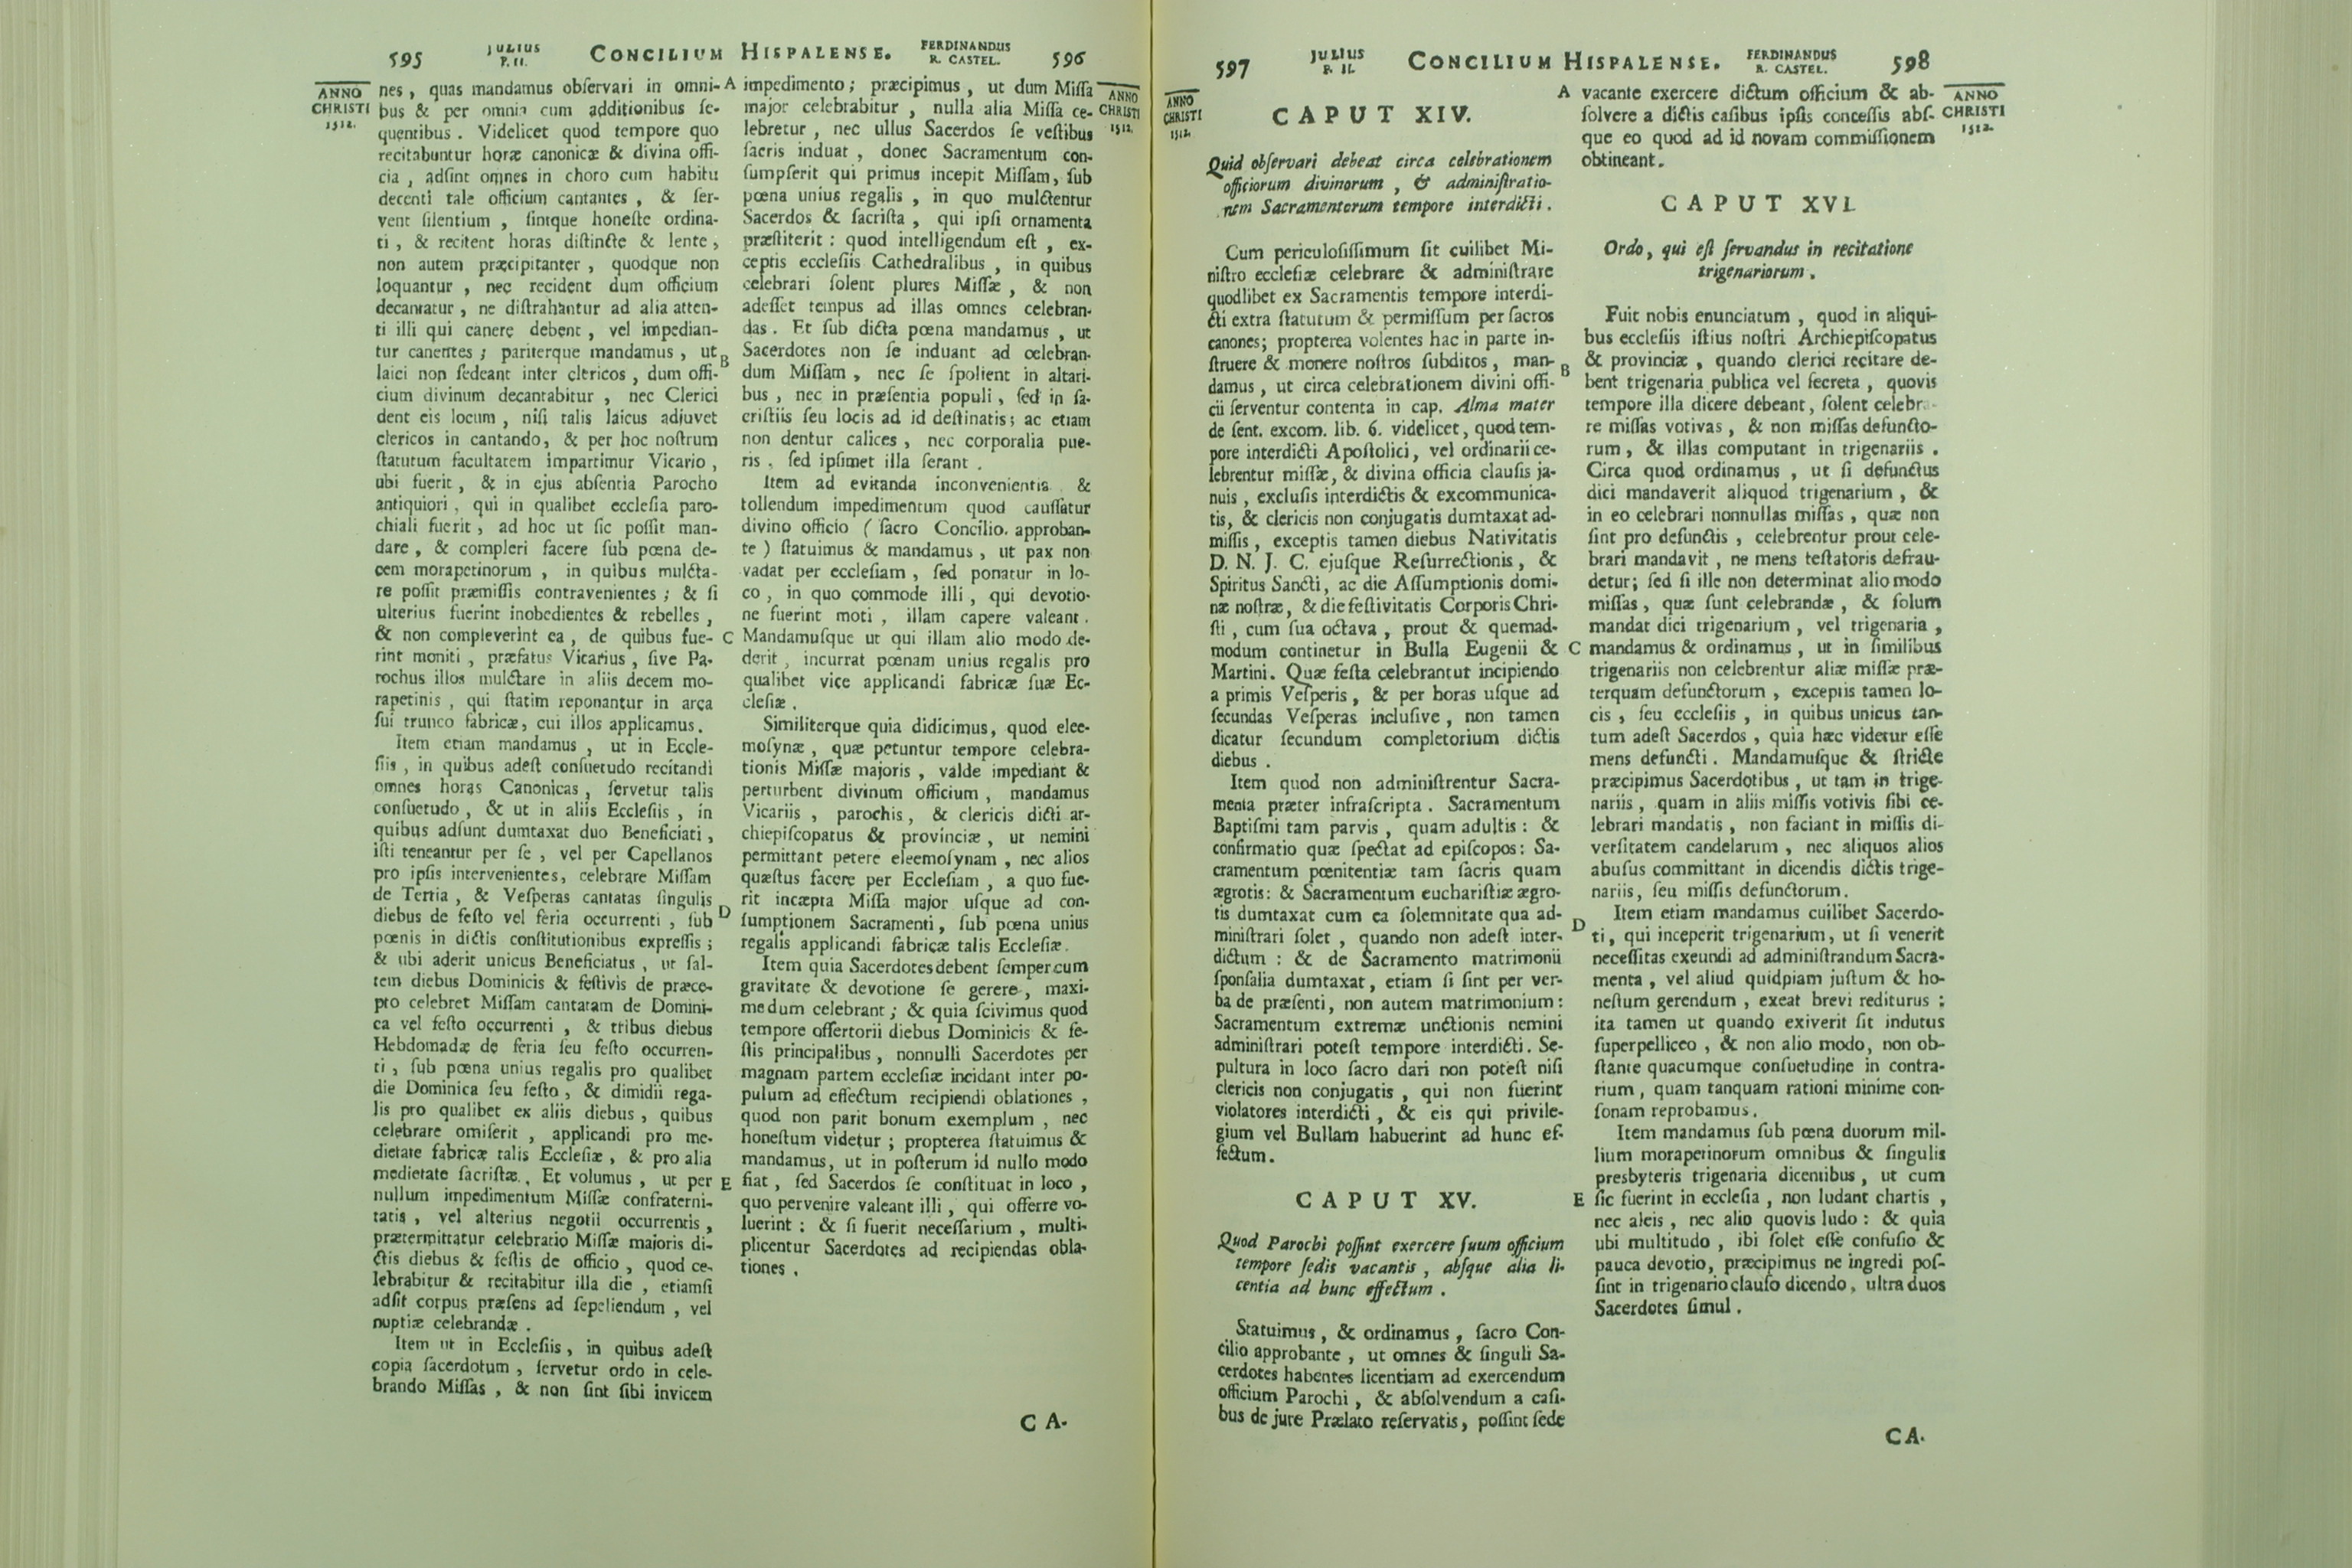 595 JULIUS P. II. CONCILIUM HISPALENSE. FERDINANDUS R. CASTEL. 596
ANNO CHRISTI 1512.
nes, quas mandamus obſervari in omni-
bus & per omnia cum additionibus ſe-
quentibus. Videlicet quod tempore quo
recitabuntur horæ canonicæ & divina offi-
cia, adſint omnes in choro cum habitu
decenti tale officium cantantes, & ſer-
vent ſilentium, ſintque honeſte ordina-
ti, & recitent horas diſtincte & lente;
non autem præcipitanter, quodque non
loquantur, nec recident dum officium
decantatur, ne diſtrahantur ad alia atten-
ti illi qui canere debent, vel impedian-
tur canentes; pariterque mandamus, ut
laici non ſedeant inter clericos, dum offi-
cium divinum decantabitur, nec Clerici
dent eis locum, niſi talis laicus adjuvet
clericos in cantando, & per hoc noſtrum
ſtatutum facultatem impartimur Vicario,
ubi fuerit, & in ejus abſentia Parocho
antiquiori, qui in qualibet eccleſia paro-
chiali fuerit, ad hoc ut ſic poſſit man-
dare, & compleri facere ſub pœna de-
cem morapetinorum, in quibus mulcta-
re poſſit præmiſſis contravenientes; & ſi
ulterius fuerint inobedientes & rebelles,
& non compleverint ea, de quibus fue-
rint moniti, præfatus Vicarius, ſive Pa-
rochus illos mulctare in aliis decem mo-
rapetinis, qui ſtatim reponantur in arca
ſui trunco fabricæ, cui illos applicamus.
Item etiam mandamus, ut in Eccle-
ſiis, in quibus adeſt conſuetudo recitandi
omnes horas Canonicas, ſervetur talis
conſuetudo, & ut in aliis Eccleſiis, in
quibus adſunt dumtaxat duo Beneficiati,
iſti teneantur per ſe, vel per Capellanos
pro ipſis intervenientes, celebrare Miſſam
de Tertia, & Veſperas cantatas ſingulis
diebus de feſto vel feria occurrenti, ſub
pœnis in dictis conſtitutionibus expreſſis;
& ubi aderit unicus Beneficiatus, ut ſal-
tem diebus Dominicis & feſtivis de præce-
pto celebret Miſſam cantatam de Domini-
ca vel feſto occurrenti, & tribus diebus
Hebdomadæ de feria ſeu feſto occurren-
ti, ſub pœna unius regalis pro qualibet
die Dominica ſeu feſto, & dimidii rega-
lis pro qualibet ex aliis diebus, quibus
celebrare omiſerit, applicandi pro me-
dietate fabricæ talis Eccleſiæ, & pro alia
medietate ſacriſtæ. Et volumus, ut per
nullum impedimentum Miſſæ confraterni-
tatis, vel alterius negotii occurrentis,
prætermittatur celebratio Miſſæ majoris di-
ctis diebus & feſtis de officio, quod ce-
lebrabitur & recitabitur illa die, etiamſi
adſit corpus præſens ad ſepeliendum, vel
nuptiæ celebrandæ.
Item ut in Eccleſiis, in quibus adeſt
copia ſacerdotum, ſervetur ordo in cele-
brando Miſſas, & non ſint ſibi invicem
A
B
C
D
E
impedimento; præcipimus, ut dum Miſſa
major celebrabitur, nulla alia Miſſa ce-
lebretur, nec ullus Sacerdos ſe veſtibus
ſacris induat, donec Sacramentum con-
ſumpſerit qui primus incepit Miſſam, ſub
pœna unius regalis, in quo mulctentur
Sacerdos & ſacriſta, qui ipſi ornamenta
præſtiterit: quod intelligendum eſt, ex-
ceptis eccleſiis Cathedralibus, in quibus
celebrari ſolent plures Miſſæ, & non
adeſſet tempus ad illas omnes celebran-
das. Et ſub dicta pœna mandamus, ut
Sacerdotes non ſe induant ad celebran-
dum Miſſam, nec ſe ſpolient in altari-
bus, nec in præſentia populi, ſed in ſa-
criſtiis ſeu locis ad id deſtinatis; ac etiam
non dentur calices, nec corporalia pue-
ris, ſed ipſimet illa ferant.
Item ad evitanda inconvenientia &
tollendum impedimentum quod cauſſatur
divino officio (ſacro Concilio. approban-
te) ſtatuimus & mandamus, ut pax non
vadat per eccleſiam, ſed ponatur in lo-
co, in quo commode illi, qui devotio-
ne fuerint moti, illam capere valeant.
Mandamuſque ut qui illam alio modo de-
derit, incurrat pœnam unius regalis pro
qualibet vice applicandi fabricæ ſuæ Ec-
cleſiæ.
Similiterque quia didicimus, quod elee-
moſynæ, quæ petuntur tempore celebra-
tionis Miſſæ majoris, valde impediant &
perturbent divinum officium, mandamus
Vicariis, parochis, & clericis dicti ar-
chiepiſcopatus & provinciæ, ut nemini
permittant petere eleemoſynam, nec alios
quæſtus facere per Eccleſiam, a quo fue-
rit incæpta Miſſa major uſque ad con-
ſumptionem Sacramenti, ſub pœna unius
regalis applicandi fabricæ talis Eccleſiæ.
Item quia Sacerdotes debent ſemper cum
gravitate & devotione ſe gerere, maxi-
me dum celebrant; & quia ſcivimus quod
tempore offertorii diebus Dominicis & fe-
ſtis principalibus, nonnulli Sacerdotes per
magnam partem eccleſiæ incidant inter po-
pulum ad effectum recipiendi oblationes,
quod non parit bonum exemplum, nec
honeſtum videtur; propterea ſtatuimus &
mandamus, ut in poſterum id nullo modo
fiat, ſed Sacerdos ſe conſtituat in loco,
quo pervenire valeant illi, qui offerre vo-
luerint: & ſi fuerit neceſſarium, multi-
plicentur Sacerdotes ad recipiendas obla-
tiones.
ANNO CHRISTI 1512.
CA-
597 JULIUS P. II. CONCILIUM HISPALENSE. FERDINANDUS R. CASTEL. 598
ANNO CHRISTI 1512.
CAPUT XIV.
Quid obſervari debeat circa celebrationem
officiorum divinorum, & adminiſtratio-
nem Sacramentorum tempore interdicti.
Cum periculoſiſſimum ſit cuilibet Mi-
niſtro eccleſiæ celebrare & adminiſtrare
quodlibet ex Sacramentis tempore interdi-
cti extra ſtatutum & permiſſum per ſacros
canones; propterea volentes hac in parte in-
ſtruere & monere noſtros ſubditos, man-
damus, ut circa celebrationem divini offi-
cii ſerventur contenta in cap. Alma mater
de ſent. excom. lib. 6. videlicet, quod tem-
pore interdicti Apoſtolici, vel ordinarii ce-
lebrentur miſſæ, & divina officia clauſis ja-
nuis, excluſis interdictis & excommunica-
tis, & clericis non conjugatis dumtaxat ad-
miſſis, exceptis tamen diebus Nativitatis
D. N. J. C. ejuſque Reſurrectionis, &
Spiritus Sancti, ac die Aſſumptionis domi-
næ noſtræ, & die feſtivitatis Corporis Chri-
ſti, cum ſua octava, prout & quemad-
modum continetur in Bulla Eugenii &
Martini. Quæ feſta celebrantut incipiendo
a primis Veſperis, & per horas uſque ad
ſecundas Veſperas incluſive, non tamen
dicatur ſecundum completorium dictis
diebus.
Item quod non adminiſtrentur Sacra-
menta præter infraſcripta. Sacramentum
Baptiſmi tam parvis, quam adultis: &
confirmatio quæ ſpectat ad epiſcopos: Sa-
cramentum pœnitentiæ tam ſacris quam
ægrotis: & Sacramentum euchariſtiæ ægro-
tis dumtaxat cum ea ſolemnitate qua ad-
miniſtrari ſolet, quando non adeſt inter-
dictum: & de Sacramento matrimonii
ſponſalia dumtaxat, etiam ſi ſint per ver-
ba de præſenti, non autem matrimonium:
Sacramentum extremæ unctionis nemini
adminiſtrari poteſt tempore interdicti. Se-
pultura in loco ſacro dari non poteſt niſi
clericis non conjugatis, qui non fuerint
violatores interdicti, & eis qui privile-
gium vel Bullam habuerint ad hunc ef-
fectum.
CAPUT XV.
Quod Parochi poſſint exercere ſuum officium
tempore ſedis vacantis, abſque alia li-
centia ad hunc effectum.
Statuimus, & ordinamus, ſacro Con-
cilio approbante, ut omnes & ſinguli Sa-
cerdotes habentes licentiam ad exercendum
officium Parochi, & abſolvendum a caſi-
bus de jure Prælato reſervatis, poſſint ſede
A
B
C
D
E
vacante exercere dictum officium & ab-
ſolvere a dictis caſibus ipſis conceſſis abſ-
que eo quod ad id novam commiſſionem
obtineant.
CAPUT XVI.
Ordo, qui eſt ſervandus in recitatione
trigenariorum.
Fuit nobis enunciatum, quod in aliqui-
bus eccleſiis iſtius noſtri Archiepiſcopatus
& provinciæ, quando clerici recitare de-
bent trigenaria publica vel ſecreta, quovis
tempore illa dicere debeant, ſolent celebra-
re miſſas votivas, & non miſſas defuncto-
rum, & illas computant in trigenariis.
Circa quod ordinamus, ut ſi defunctus
dici mandaverit aliquod trigenarium, &
in eo celebrari nonnullas miſſas, quæ non
ſint pro defunctis, celebrentur prout cele-
brari mandavit, ne mens teſtatoris defrau-
detur; ſed ſi ille non determinat alio modo
miſſas, quæ ſunt celebrandæ, & ſolum
mandat dici trigenarium, vel trigenaria,
mandamus & ordinamus, ut in ſimilibus
trigenariis non celebrentur aliæ miſſæ præ-
terquam defunctorum, exceptis tamen lo-
cis, ſeu eccleſiis, in quibus unicus tan-
tum adeſt Sacerdos, quia hæc videtur eſſe
mens defuncti. Mandamuſque & ſtricte
præcipimus Sacerdotibus, ut tam in trige-
nariis, quam in aliis miſſis votivis ſibi ce-
lebrari mandatis, non faciant in miſſis di-
verſitatem candelarum, nec aliquos alios
abuſus committant in dicendis dictis trige-
nariis, ſeu miſſis defunctorum.
Item etiam mandamus cuilibet Sacerdo-
ti, qui inceperit trigenarium, ut ſi venerit
neceſſitas exeundi ad adminiſtrandum Sacra-
menta, vel aliud quidpiam juſtum & ho-
neſtum gerendum, exeat brevi rediturus;
ita tamen ut quando exiverit ſit indutus
ſuperpelliceo, & non alio modo, non ob-
ſtante quacumque conſuetudine in contra-
rium, quam tanquam rationi minime con-
ſonam reprobamus.
Item mandamus ſub pœna duorum mil-
lium morapetinorum omnibus & ſingulis
presbyteris trigenaria dicentibus, ut cum
ſic fuerint in eccleſia, non ludant chartis,
nec aleis, nec alio quovis ludo: & quia
ubi multitudo, ibi ſolet eſſe confuſio &
pauca devotio, præcipimus ne ingredi poſ-
ſint in trigenario clauſo dicendo, ultra duos
Sacerdotes ſimul.
ANNO CHRISTI 1512.
CA-